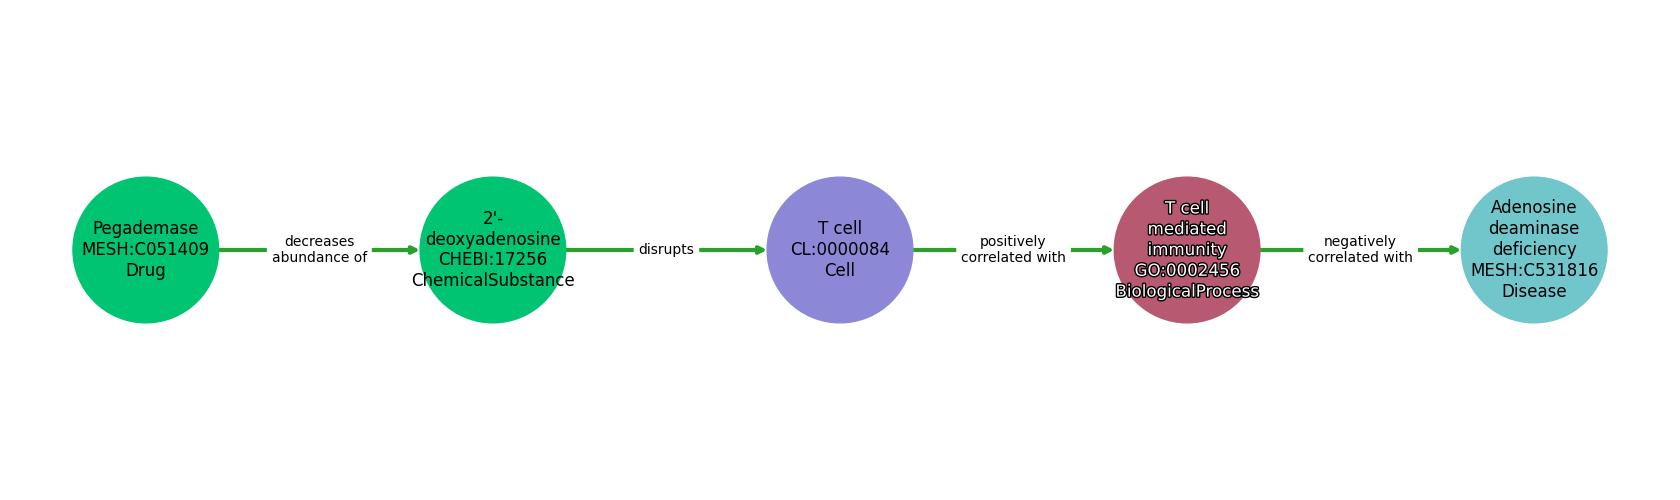 Pegademase
MESH:C051409
Drug
decreases
abundance of
2'-
deoxyadenosine
CHEBI:17256
ChemicalSubstance
disrupts
T cell
CL:0000084
Cell
positively
correlated with
T cell
mediated
immunity
GO:0002456
BiologicalProcess
negatively
correlated with
Adenosine
deaminase
deficiency
MESH:C531816
Disease